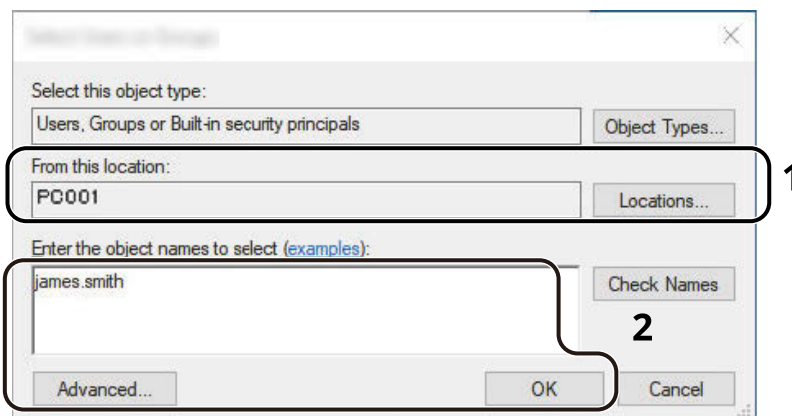 Select this object type:
Users, Groups or Built-in security principals
Object Types...
From this location:
PC001
Locations...
1
Enter the object names to select (examples):
james.smith
Check Names
2
Advanced...
OK
Cancel